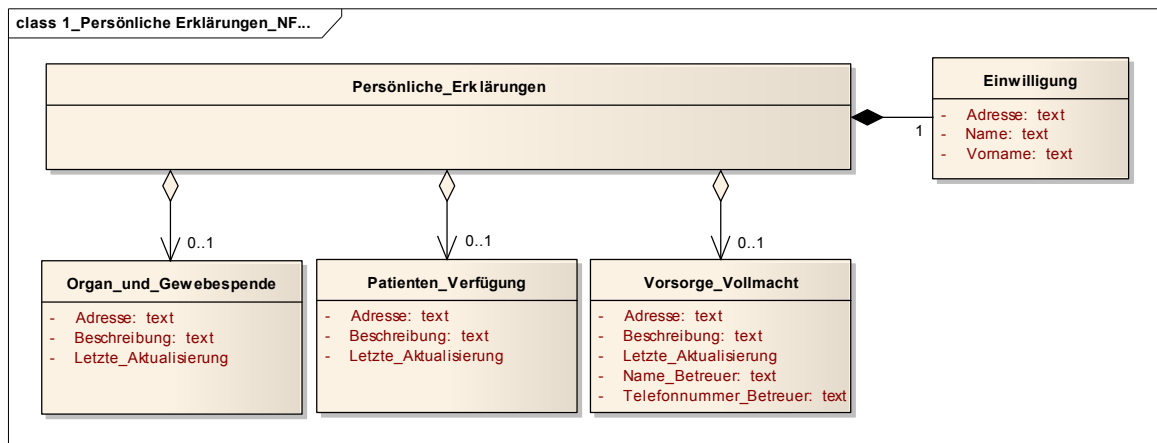 class 1_Persönliche Erklärungen_NF...
Persönliche_Erklärungen
Einwilligung
- Adresse: text
- Name: text
- Vorname: text
1
0..1
0..1
0..1
Organ_und_Gewebespende
- Adresse: text
- Beschreibung: text
- Letzte_Aktualisierung
Patienten_Verfügung
- Adresse: text
- Beschreibung: text
- Letzte_Aktualisierung
Vorsorge_Vollmacht
- Adresse: text
- Beschreibung: text
- Letzte_Aktualisierung
- Name_Betreuer: text
- Telefonnummer_Betreuer: text